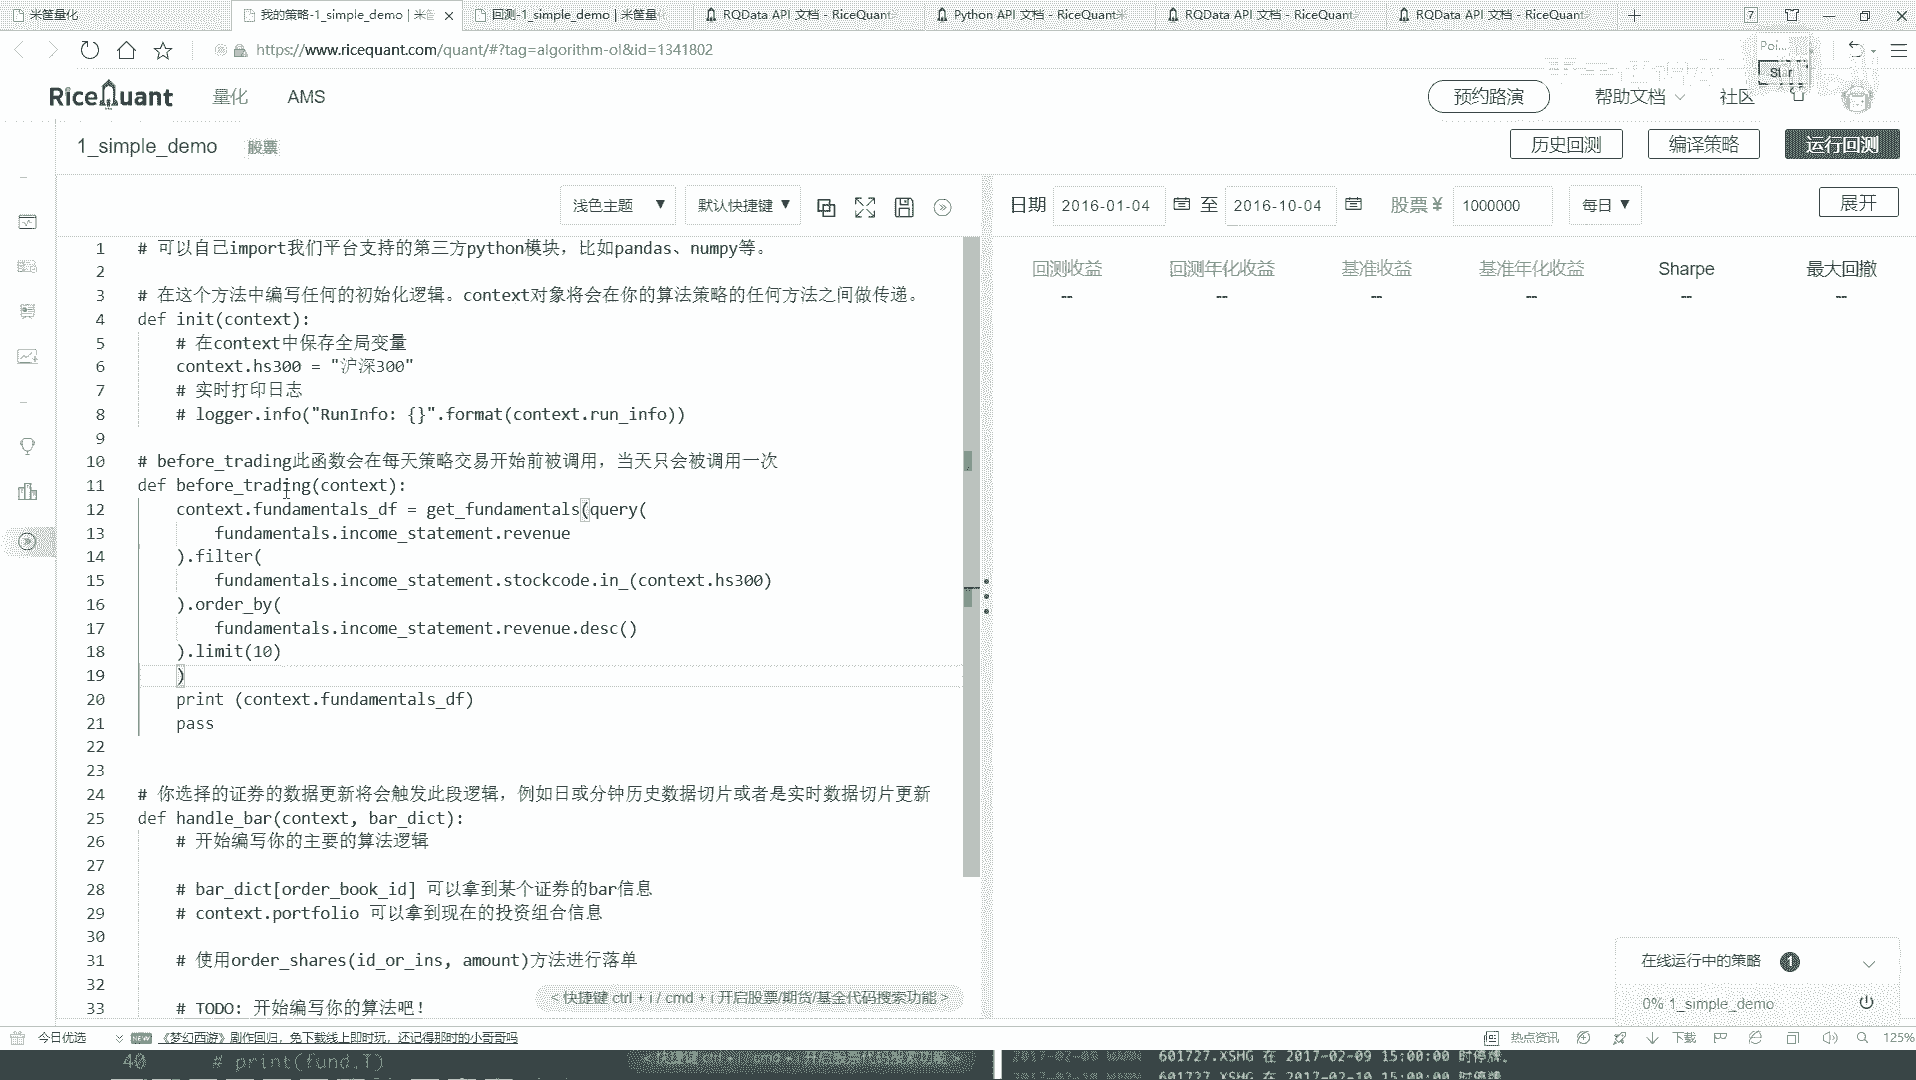 米筐量化
我的策略-1_simple_demo | 米筐
回测-1_simple_demo | 米筐量化
RQData API 文档 - RiceQuant
Python API 文档 - RiceQuant米
RQData API 文档 - RiceQuant
RQData API 文档 - RiceQuant
7
https://www.ricequant.com/quant/#?tag=algorithm-ol&id=1341802
Poi...
Star
RiceQuant
量化
AMS
预约路演
帮助文档
社区
1_simple_demo
股票
历史回测
编译策略
运行回测
浅色主题 ▼
默认快捷键 ▼
日期 2016-01-04 至 2016-10-04 股票 ¥ 1000000 每日 ▼
展开
回测收益 回测年化收益 基准收益 基准年化收益 Sharpe 最大回撤
-- -- -- -- -- --
1 # 可以自己import我们平台支持的第三方python模块，比如pandas、numpy等。
2
3 # 在这个方法中编写任何的初始化逻辑。context对象将会在你的算法策略的任何方法之间做传递。
4 def init(context):
5     # 在context中保存全局变量
6     context.hs300 = "沪深300"
7     # 实时打印日志
8     # logger.info("RunInfo: {}".format(context.run_info))
9
10 # before_trading此函数会在每天策略交易开始前被调用，当天只会被调用一次
11 def before_trading(context):
12     context.fundamentals_df = get_fundamentals(query(
13         fundamentals.income_statement.revenue
14     ).filter(
15         fundamentals.income_statement.stockcode.in_(context.hs300)
16     ).order_by(
17         fundamentals.income_statement.revenue.desc()
18     ).limit(10)
19     )
20     print (context.fundamentals_df)
21     pass
22
23
24 # 你选择的证券的数据更新将会触发此段逻辑，例如日或分钟历史数据切片或者是实时数据切片更新
25 def handle_bar(context, bar_dict):
26     # 开始编写你的主要的算法逻辑
27
28     # bar_dict[order_book_id] 可以拿到某个证券的bar信息
29     # context.portfolio 可以拿到现在的投资组合信息
30
31     # 使用order_shares(id_or_ins, amount)方法进行落单
32
33     # TODO: 开始编写你的算法吧！
< 快捷键 ctrl + i / cmd + i 开启股票/期货/基金代码搜索功能 >
在线运行中的策略 1
0% 1_simple_demo
今日优选
NEW 《梦幻西游》剧作回归，免下载线上即时玩，还记得那时的小哥哥吗
热点资讯
下载
125%
40 # print(fund.T)
2017-02-09 WARN 601727.XSHG 在 2017-02-09 15:00:00 时停牌。
2017-02-10 WARN 601727.XSHG 在 2017-02-10 15:00:00 时停牌。